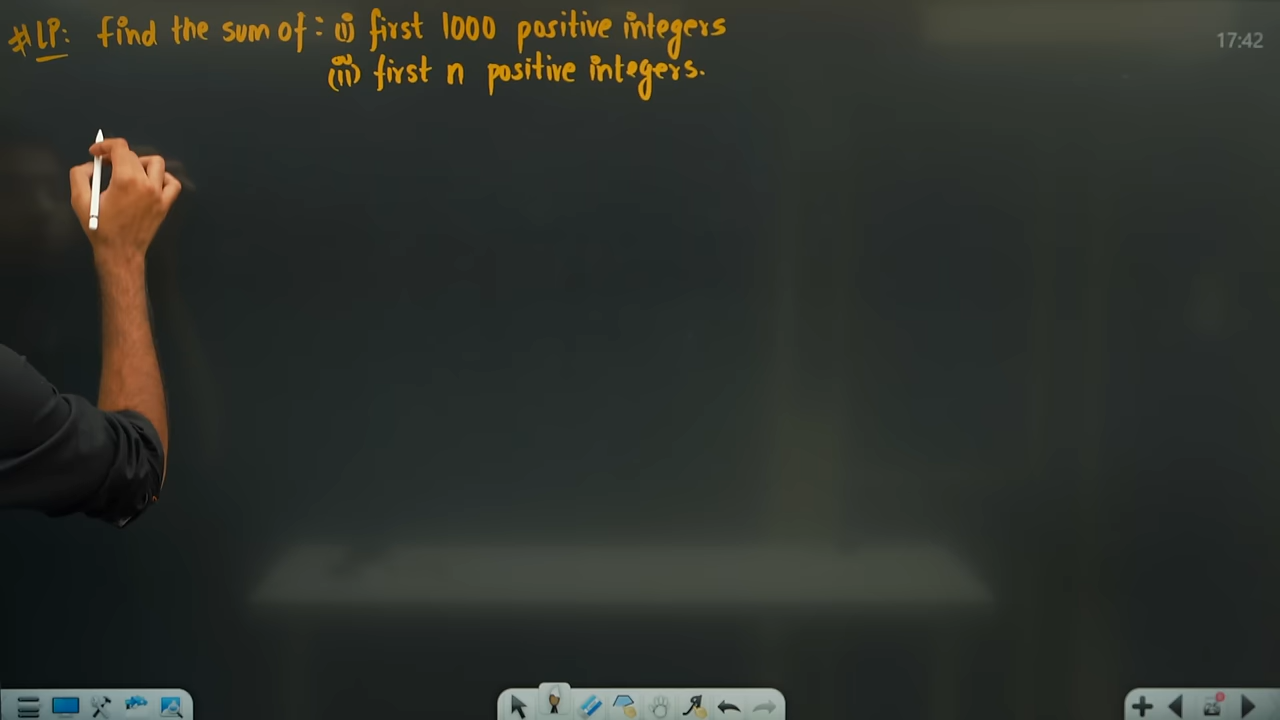 #LP: Find the sum of: (i) first 1000 positive integers
(ii) first n positive integers.
17:42